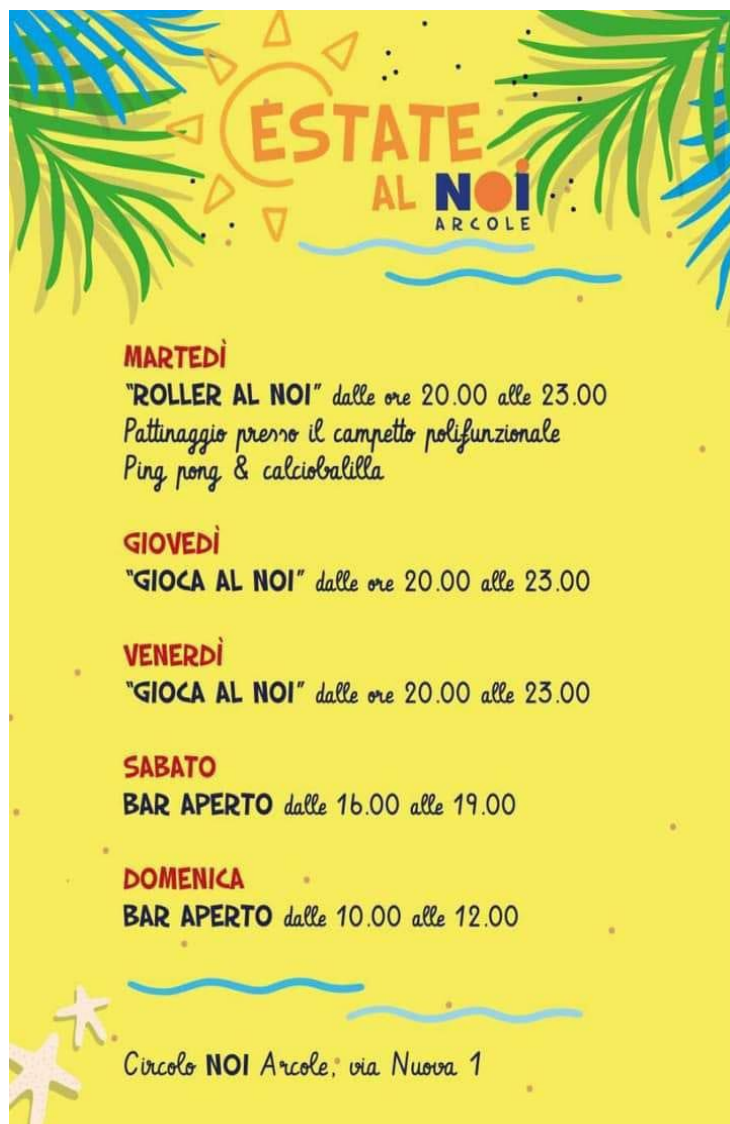 ESTATE
AL NOI
ARCOLE
MARTEDÌ
"ROLLER AL NOI" dalle ore 20.00 alle 23.00
Pattinaggio presso il campetto polifunzionale
Ping pong & calciobalilla
GIOVEDÌ
"GIOCA AL NOI" dalle ore 20.00 alle 23.00
VENERDÌ
"GIOCA AL NOI" dalle ore 20.00 alle 23.00
SABATO
BAR APERTO dalle 16.00 alle 19.00
DOMENICA
BAR APERTO dalle 10.00 alle 12.00
Circolo NOI Arcole, via Nuova 1